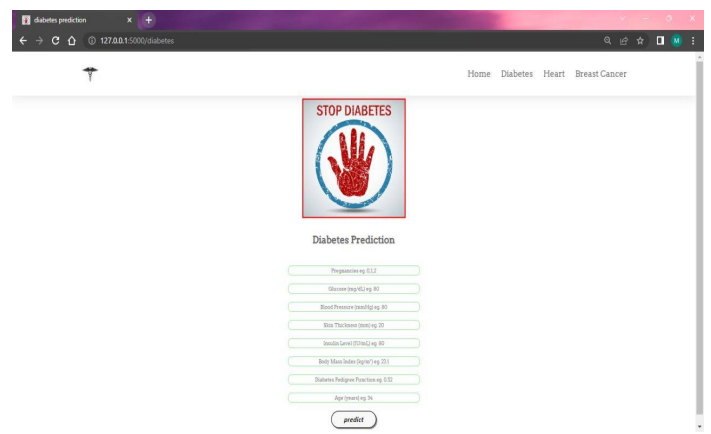 diabetes prediction
127.0.0.1:5000/diabetes
M
Home Diabetes Heart Breast Cancer
STOP DIABETES
Diabetes Prediction
Pregnancies eg. 0,1,2
Glucose (mg/dL) eg. 80
Blood Pressure (mmHg) eg. 80
Skin Thickness (mm) eg. 20
Insulin Level (IU/mL) eg. 80
Body Mass Index (kg/m²) eg. 23.1
Diabetes Pedigree Function eg. 0.52
Age (years) eg. 34
predict